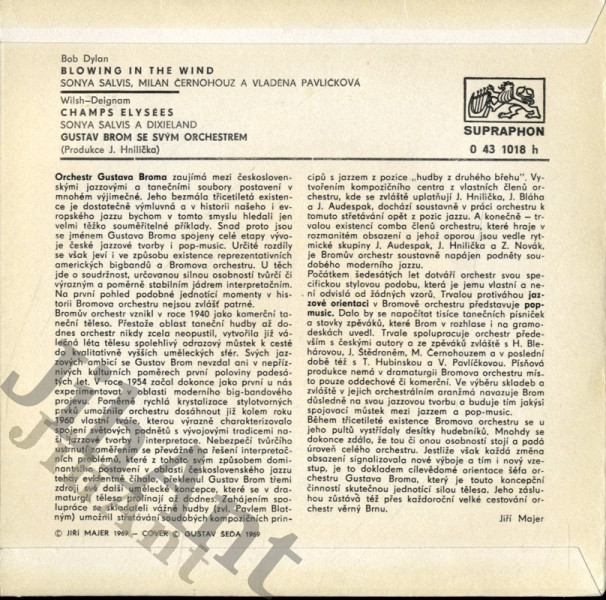 Bob Dylan
BLOWING IN THE WIND
SONYA SALVIS, MILAN ČERNOHOUZ A VLADĚNA PAVLÍČKOVÁ
Wilsh–Deignam
CHAMPS ELYSÉES
SONYA SALVIS A DIXIELAND
GUSTAV BROM SE SVÝM ORCHESTREM
(Produkce J. Hnilička)
SUPRAPHON
0 43 1018 h
Orchestr Gustava Broma zaujímá mezi českosloven-
skými jazzovými a tanečními soubory postavení v
mnohém výjimečné. Jeho bezmála třicetiletá existen-
ce je dostatečně výmluvná a v historii našeho i ev-
ropského jazzu bychom v tomto smyslu hledali jen
velmi těžko souměřitelné příklady. Snad proto jsou
se jménem Gustava Broma spojeny celé etapy vývo-
je české jazzové tvorby i pop-music. Určité rozdíly
se však jeví i ve způsobu existence reprezentativních
amerických bigbandů a Bromova orchestru. U těch
jde o soudržnost, určovanou silnou osobností tvůrčí či
výrazným a poměrně stabilním jádrem interpretačním.
Na první pohled podobné jednotící momenty v his-
torii Bromova orchestru nejsou zvlášť patrné.
Bromův orchestr vznikl v roce 1940 jako komerční ta-
neční těleso. Přestože oblast taneční hudby až do-
dnes orchestr nikdy zcela neopustil, vytvořila již vá-
lečná léta tělesu spolehlivý odrazový můstek k cestě
do kvalitativně vyšších uměleckých sfér. Svých jaz-
zových ambicí se Gustav Brom nevzdal ani v nepříz-
nivých kulturních poměrech první poloviny padesá-
tých let. V roce 1954 začal dokonce jako první u nás
experimentovat v oblasti moderního big-bandového
projevu. Poměrně rychlá krystalizace stylotvorných
prvků umožnila orchestru dosáhnout již kolem roku
1960 vlastní tváře, kterou výrazně charakterizovalo
spojení světových podnětů s vývojovými tradicemi na-
ší jazzové tvorby i interpretace. Nebezpečí tvůrčího
ustrnutí zaměřením se převážně na řešení interpretač-
ních problémů, které z tohoto svým způsobem domi-
nantního postavení v oblasti československého jazzu
tehdy evidentně číhalo, rozehnal Gustav Brom třemi
zdroji své další umělecké koncepce, které se v dra-
maturgii tělesa prolínají až dodnes. Zahájením spo-
lupráce se skladateli vážné hudby (zvl. Pavlem Blat-
ným) umožnil střetávání soudobých kompozičních prin-
cipů s jazzem z pozice „hudby z druhého břehu". Vy-
tvořením kompozičního centra z vlastních členů or-
chestru, kde se zvláště uplatňují J. Hnilička, J. Bláha
a J. Audespak, dochází soustavně v práci orchestru k
tomuto střetávání opět z pozic jazzu. A konečně – tr-
valou existencí comba členů orchestru, které hraje v
rozmanitém obsazení a jehož oporou jsou vedle ryt-
mické skupiny J. Audespak, J. Hnilička a Z. Novák,
je Bromův orchestr soustavně napájen podněty sou-
dobého moderního jazzu.
Počátkem šedesátých let dotváří orchestr svou spe-
cifickou stylovou podobu, která je jemu vlastní a není
ní odvislá od žádných vzorů. Trvalou protiváhou jaz-
zové orientaci v Bromově orchestru představuje pop-
music. Dalo by se napočítat tisíce tanečních písniček
a stovky zpěváků, které Brom v rozhlase i na gramo-
deskách uvedl. Trvale spolupracuje orchestr přede-
vším s českými autory a ze zpěváků zvláště s H. Ble-
hárovou, J. Štědroněm, M. Černohouzem a v poslední
době též s T. Hubinskou a V. Pavlíčkovou. Písňová
produkce nemá v dramaturgii Bromova orchestru mís-
to pouze oddechové či komerční. Ve výběru skladeb a
zvláště v jejich orchestrálním aranžmá navazuje Brom
důsledně na svou jazzovou tvorbu a buduje tím jakýsi
spojovací můstek mezi jazzem a pop-music.
Během třicetileté existence Bromova orchestru se u
jeho pultů vystřídaly desítky hudebníků. Mnohdy se
dokonce zdálo, že tou či onou osobností stojí a padá
úroveň celého orchestru. Jestliže však každá změna
obsazení signalizovala nové výboje a tím i nový vze-
stup, je to dokladem cílevědomé orientace šéfa or-
chestru Gustava Broma, který je touto koncepční
činností skutečnou jednotící silou tělesa. Jeho záslu-
hou zůstává též přes každoroční velké cestování or-
chestr věrný Brnu.
Jiří Majer
© JIŘÍ MAJER 1969 – COVER © GUSTAV ŠEDA 1969